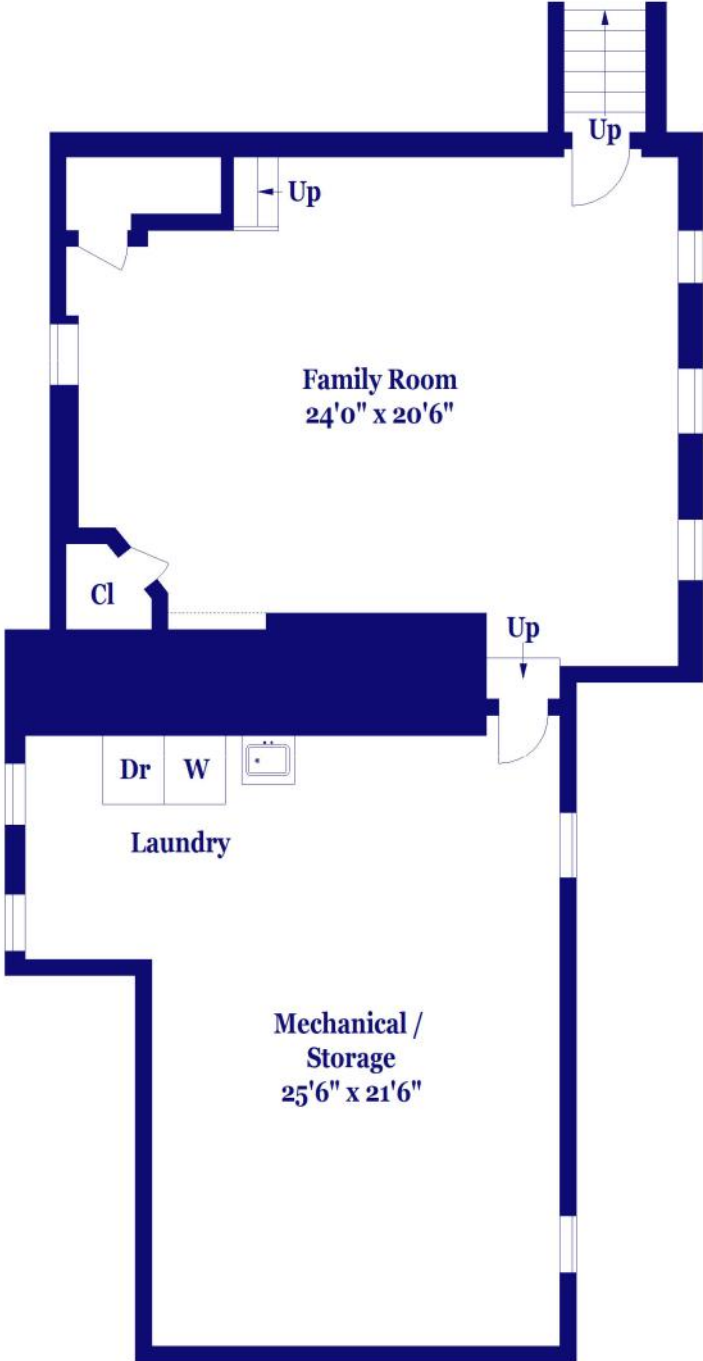 Up
Up
Family Room
24'0" x 20'6"
Cl
Up
Dr
W
Laundry
Mechanical /
Storage
25'6" x 21'6"